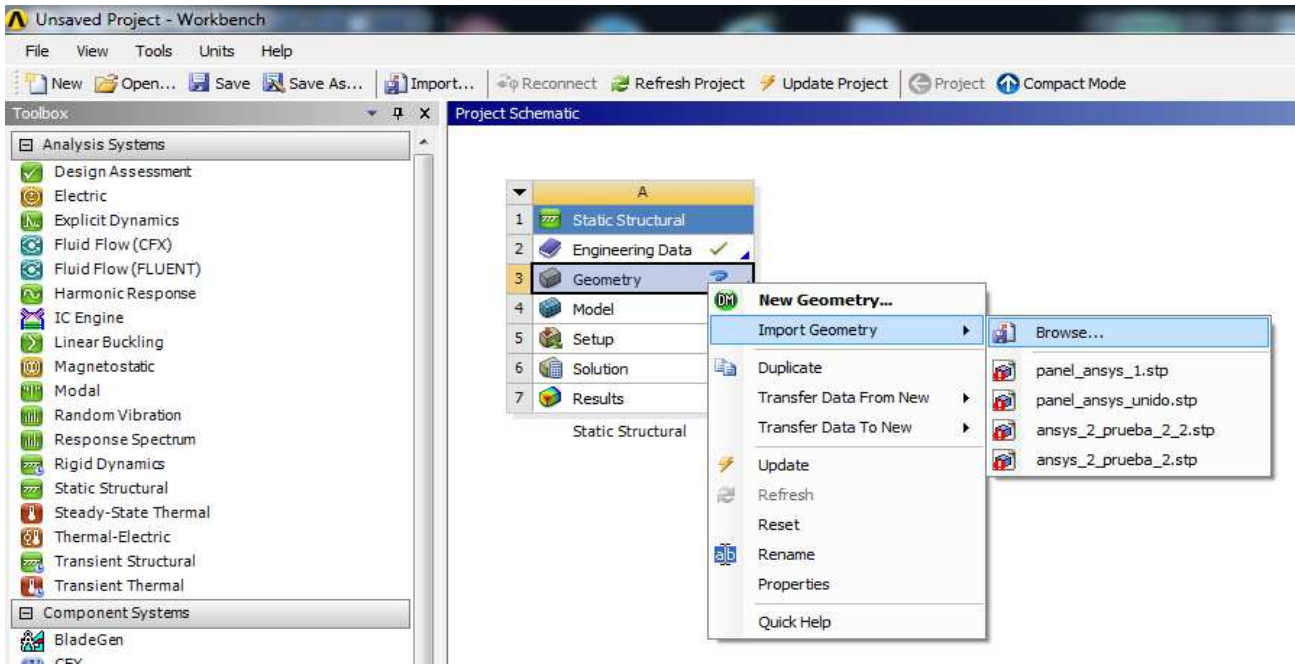 Unsaved Project - Workbench
File View Tools Units Help
New Open... Save Save As... Import... Reconnect Refresh Project Update Project Project Compact Mode
Toolbox
Analysis Systems
Design Assessment
Electric
Explicit Dynamics
Fluid Flow (CFX)
Fluid Flow (FLUENT)
Harmonic Response
IC Engine
Linear Buckling
Magnetostatic
Modal
Random Vibration
Response Spectrum
Rigid Dynamics
Static Structural
Steady-State Thermal
Thermal-Electric
Transient Structural
Transient Thermal
Component Systems
BladeGen
CFX
Project Schematic
A
1 Static Structural
2 Engineering Data
3 Geometry
4 Model
5 Setup
6 Solution
7 Results
Static Structural
DM New Geometry...
Import Geometry
Duplicate
Transfer Data From New
Transfer Data To New
Update
Refresh
Reset
ab Rename
Properties
Quick Help
Browse...
panel_ansys_1.stp
panel_ansys_unido.stp
ansys_2_prueba_2_2.stp
ansys_2_prueba_2.stp